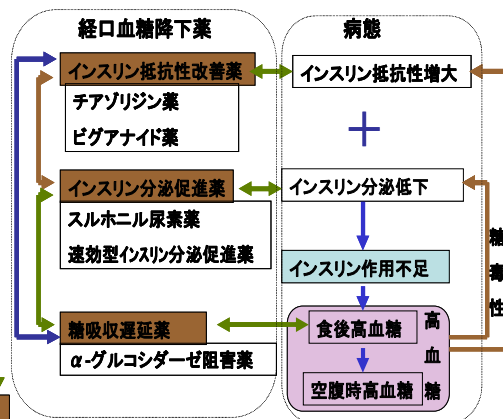 経口血糖降下薬
インスリン抵抗性改善薬
チアゾリジン薬
ビグアナイド薬
インスリン分泌促進薬
スルホニル尿素薬
速効型インスリン分泌促進薬
糖吸収遅延薬
α-グルコシダーゼ阻害薬
病態
インスリン抵抗性増大
+
インスリン分泌低下
インスリン作用不足
食後高血糖
空腹時高血糖
高血糖
糖毒性